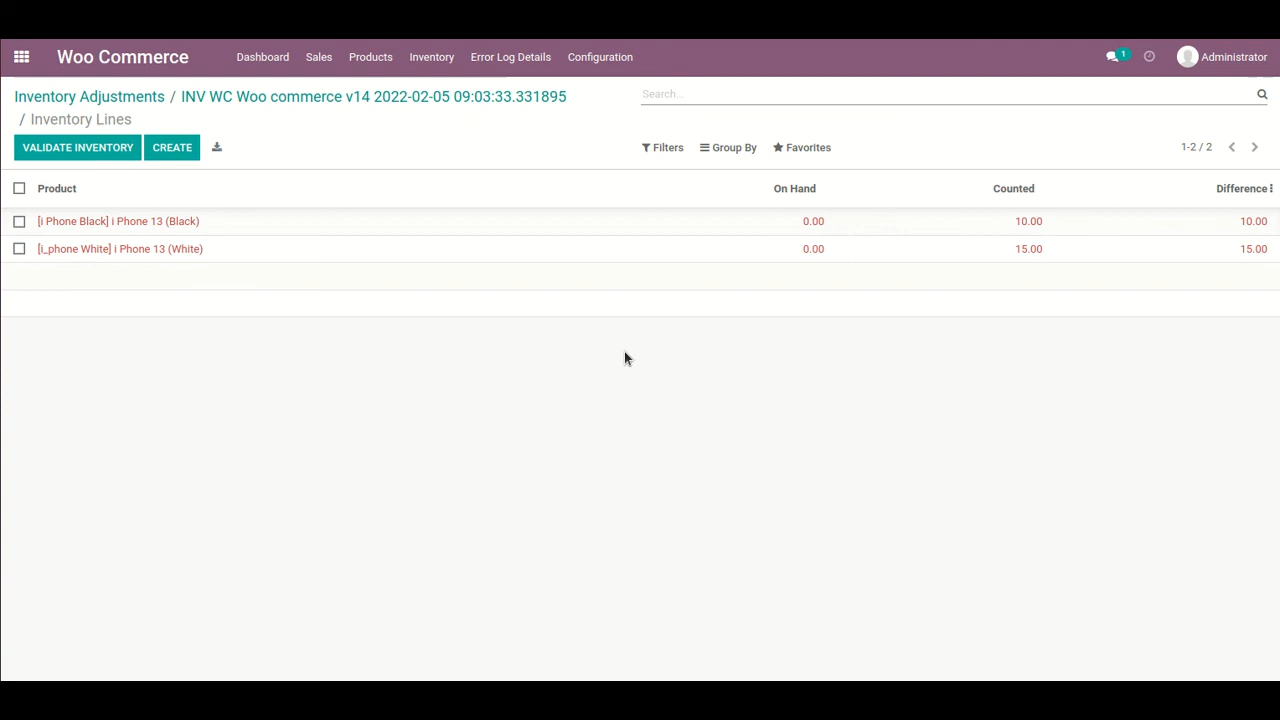 Woo Commerce Dashboard Sales Products Inventory Error Log Details Configuration 1 Administrator
Inventory Adjustments / INV WC Woo commerce v14 2022-02-05 09:03:33.331895
/ Inventory Lines
Search...
VALIDATE INVENTORY CREATE Filters Group By Favorites 1-2 / 2
Product On Hand Counted Difference
[i Phone Black] i Phone 13 (Black) 0.00 10.00 10.00
[i_phone White] i Phone 13 (White) 0.00 15.00 15.00